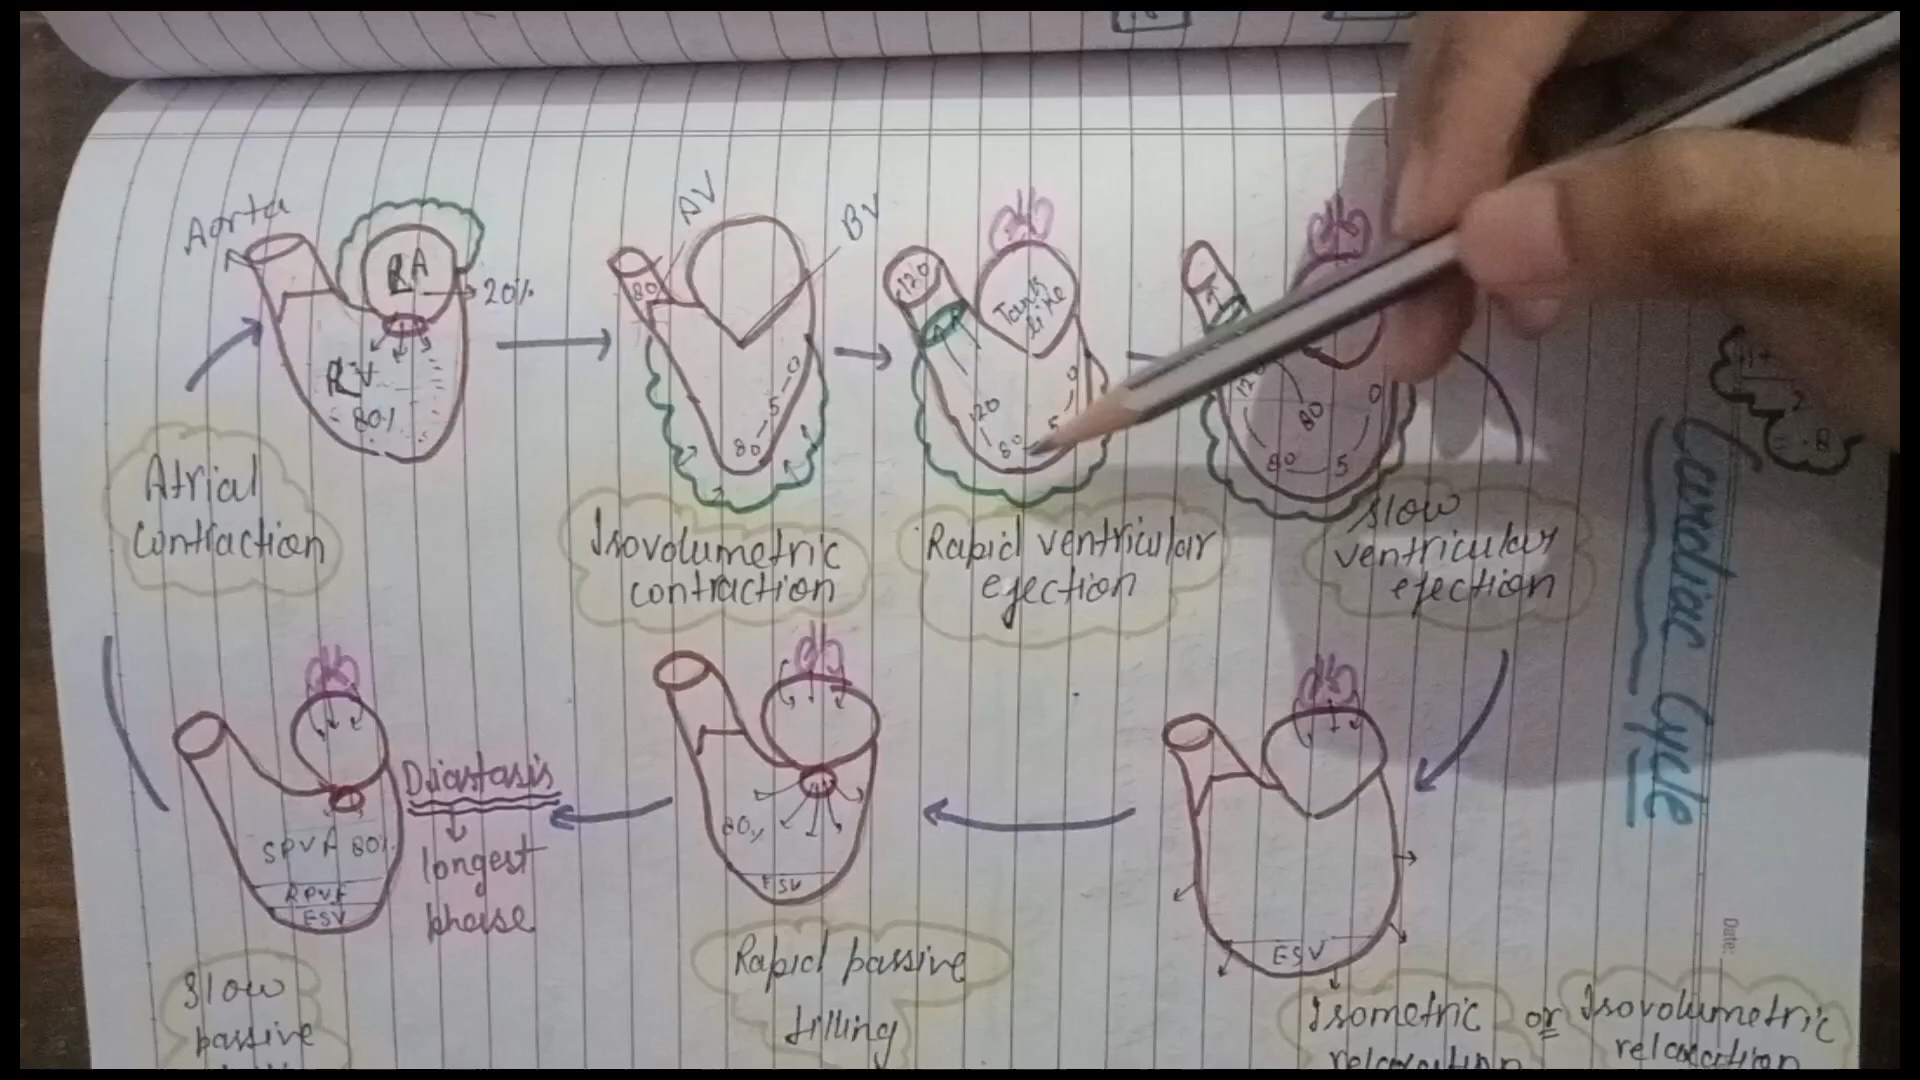 Cardiac Cycle
Date:
Aorta
RA
20%
RV
80%
Atrial
contraction
AV
BV
80
0
5
80
Isovolumetric
contraction
120
Tank
like
120
80
5
0
Rapid ventricular
ejection
120
80
80
5
0
Slow
ventricular
ejection
ESV
Isometric or Isovolumetric
relaxation relaxation
80%
ESV
Rapid passive
filling
Diastasis
longest
phase
SPVF 80%
RPVF
ESV
Slow
passive